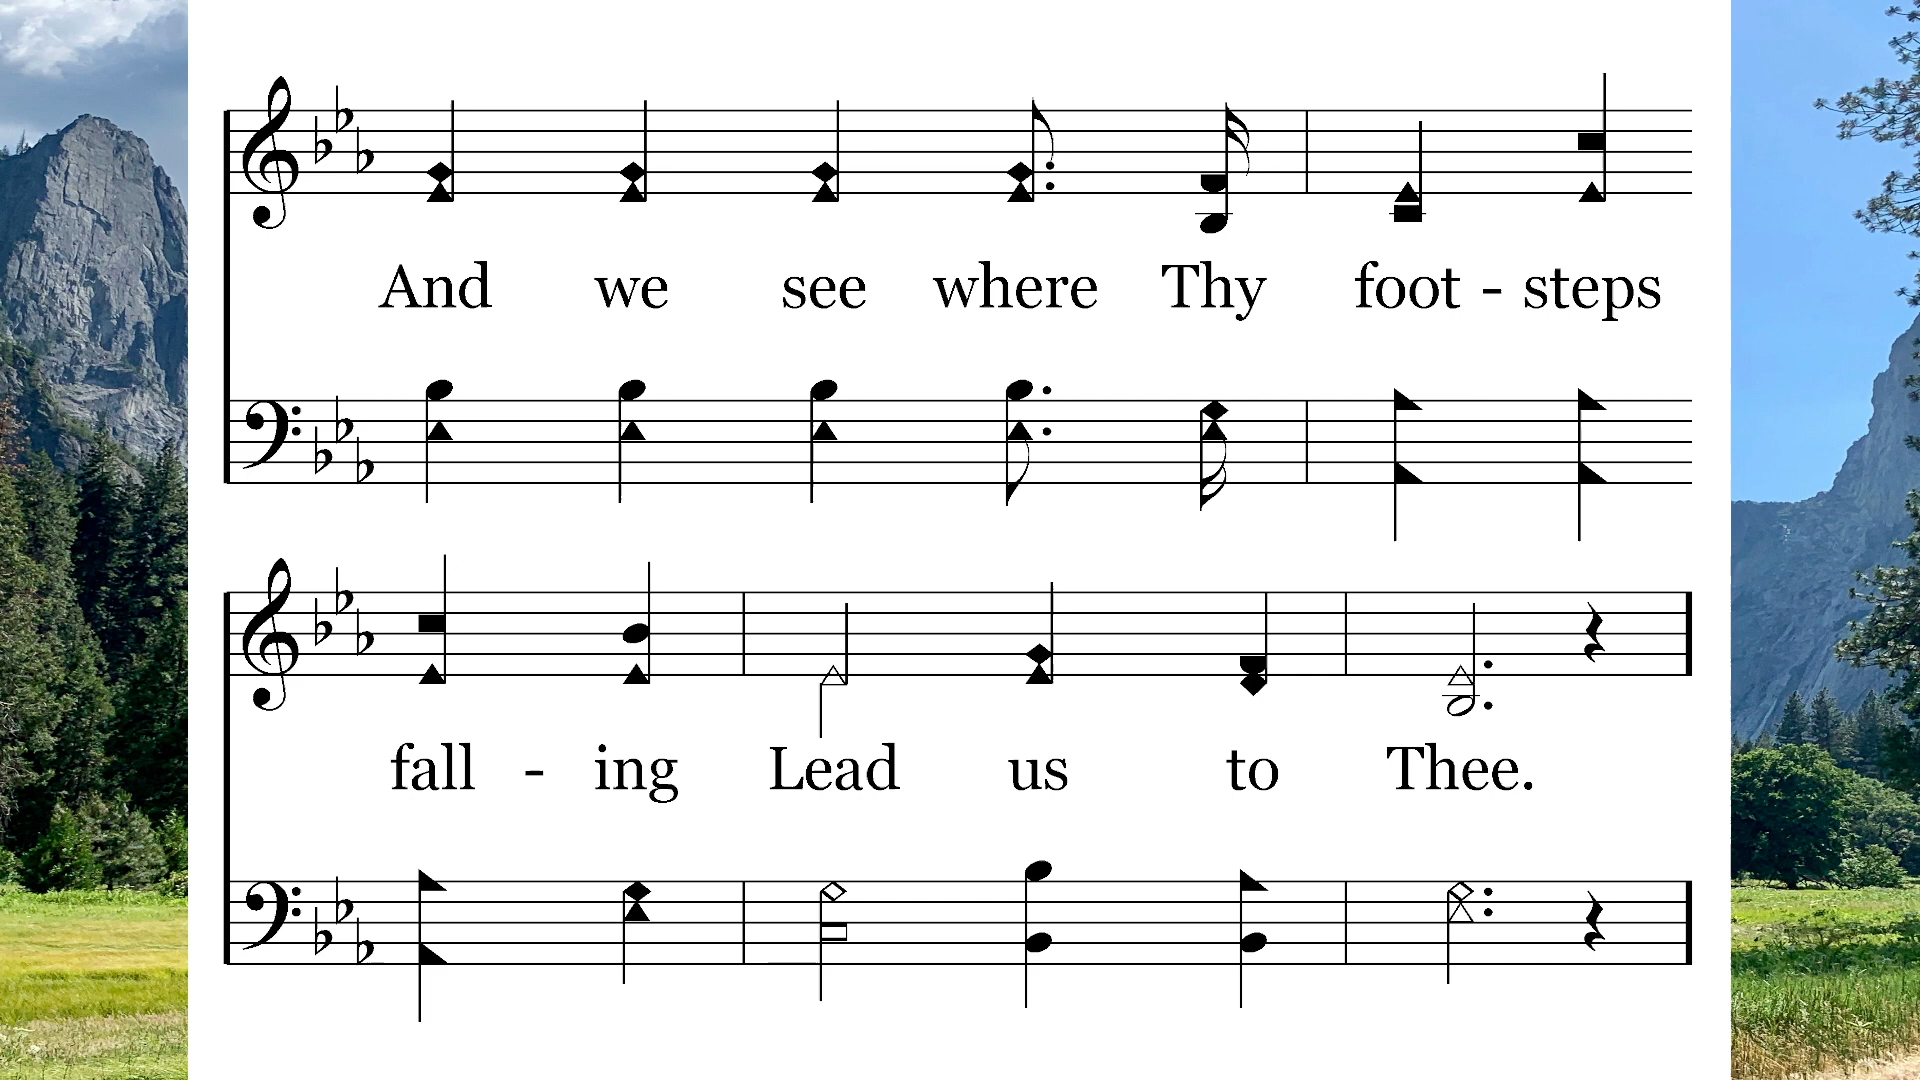 And we see where Thy foot - steps
fall - ing Lead us to Thee.